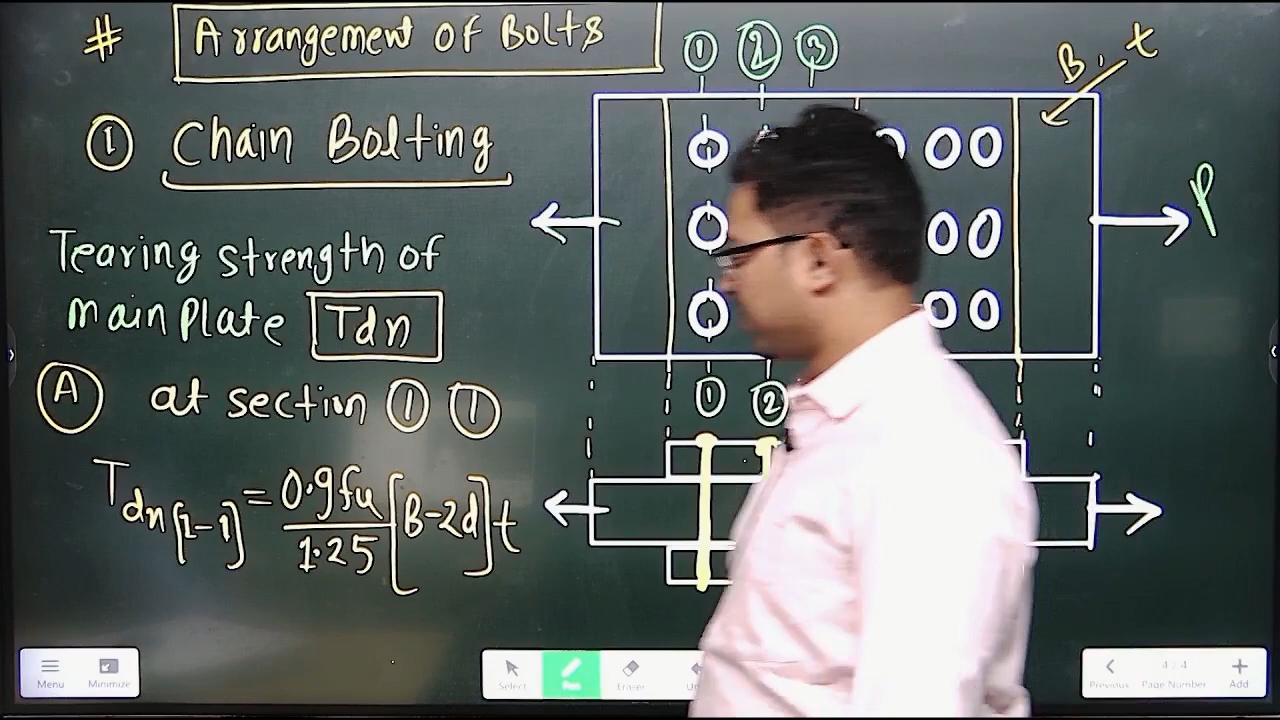 # Arrangement of Bolts
① Chain Bolting
Tearing strength of
main Plate Tdn
Ⓐ at section ① ①
Tdn[1-1] = 0.9fu/1.25 [B-2d]t
① ② ③
B, t
P
① ②
Menu
Minimize
Select
Pen
Eraser
Previous
4/4
Page Number
Add